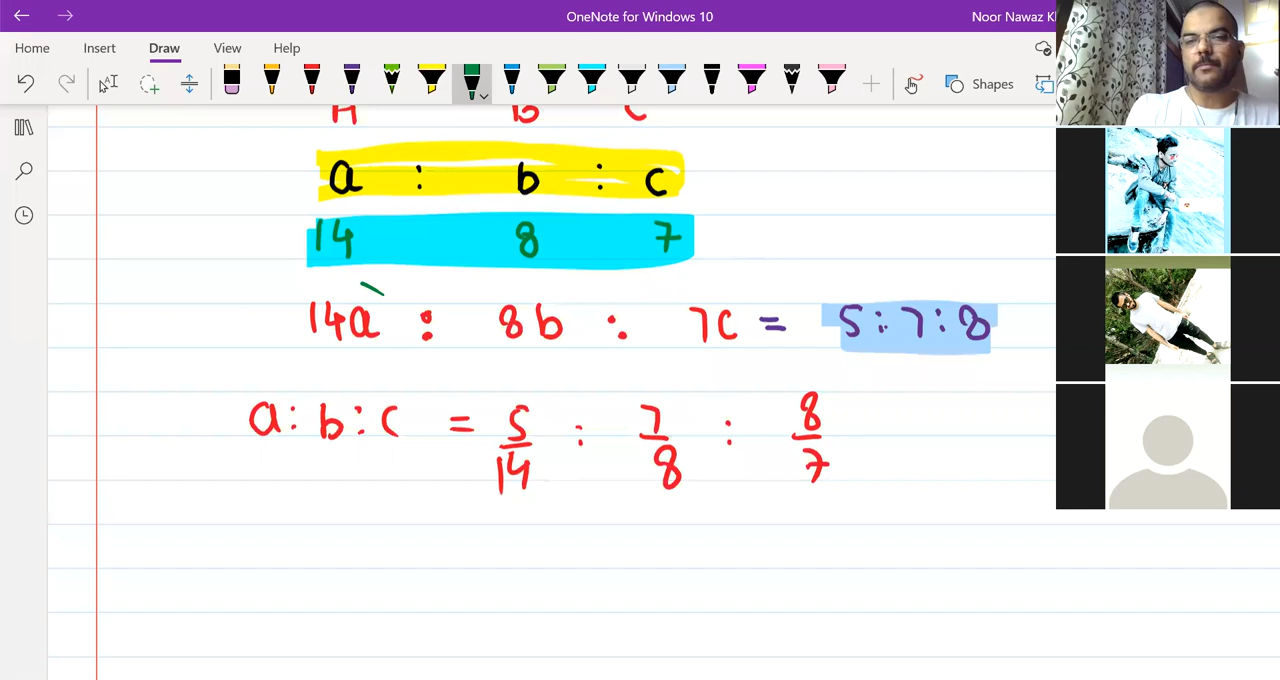 OneNote for Windows 10
Noor Nawaz K
Home Insert Draw View Help
Shapes
A B C
a : b : c
14 8 7
14a : 8b : 7c = 5:7:8
a:b:c = 5/14 : 7/8 : 8/7